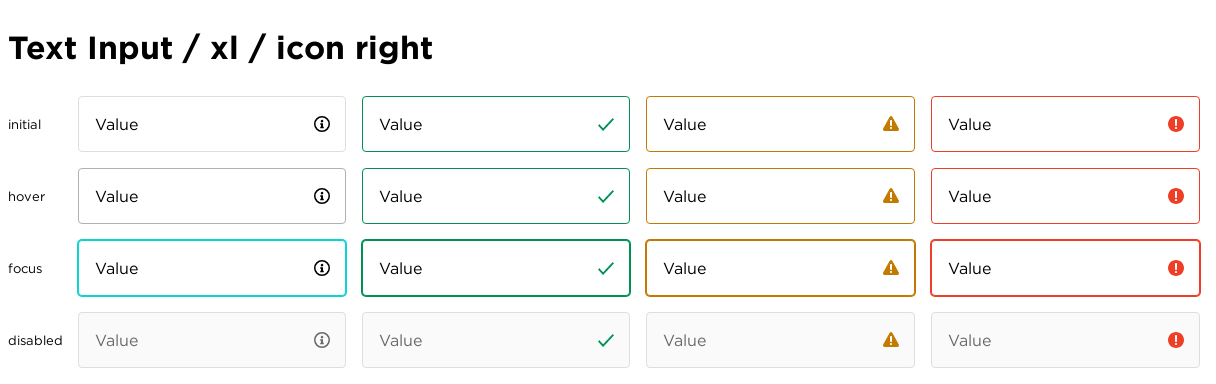 Text Input / xl / icon right
initial Value Value Value Value
hover Value Value Value Value
focus Value Value Value Value
disabled Value Value Value Value